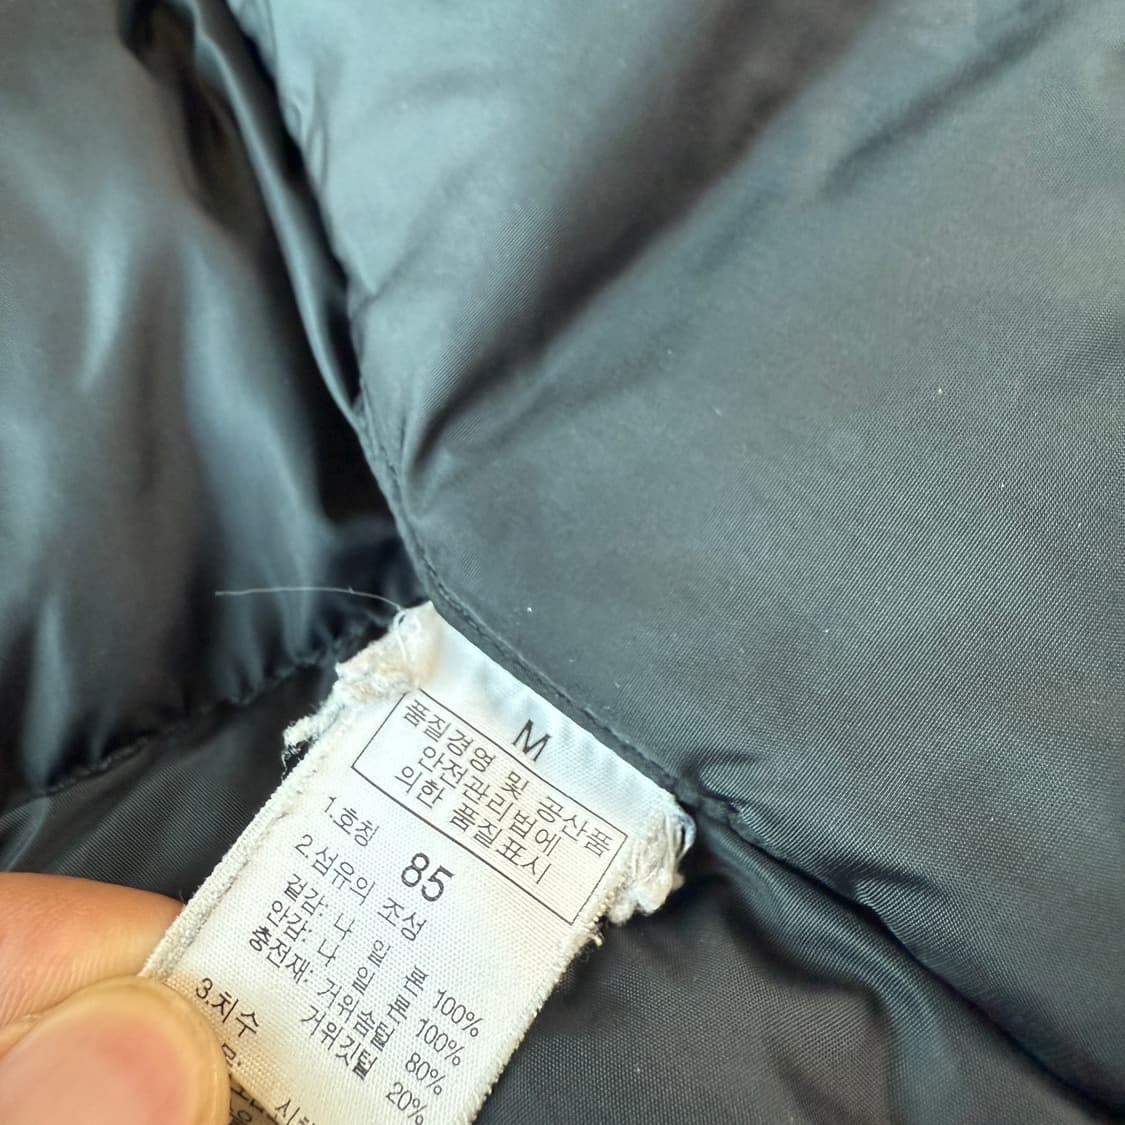 M
품질경영 및 공산품
안전관리법에
의한 품질표시
1.호칭 85
2.섬유의 조성
겉감: 나 일 론 100%
안감: 나 일 론 100%
충전재: 거위솜털 80%
거위깃털 20%
3.치수